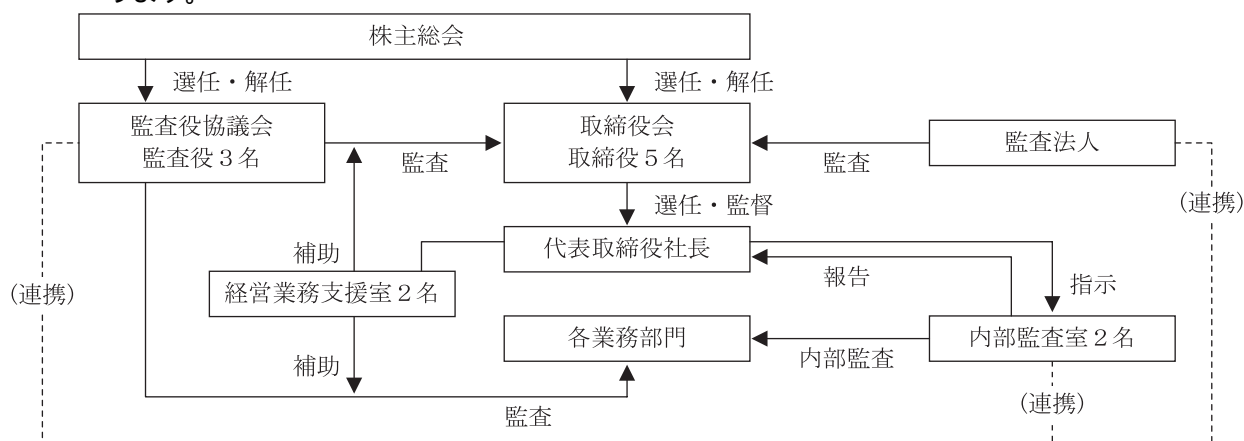 ります。
株主総会
選任・解任
選任・解任
監査役協議会
監査役３名
監査
取締役会
取締役５名
監査
監査法人
(連携)
選任・監督
代表取締役社長
補助
報告
指示
(連携)
経営業務支援室２名
各業務部門
内部監査
内部監査室２名
補助
監査
(連携)